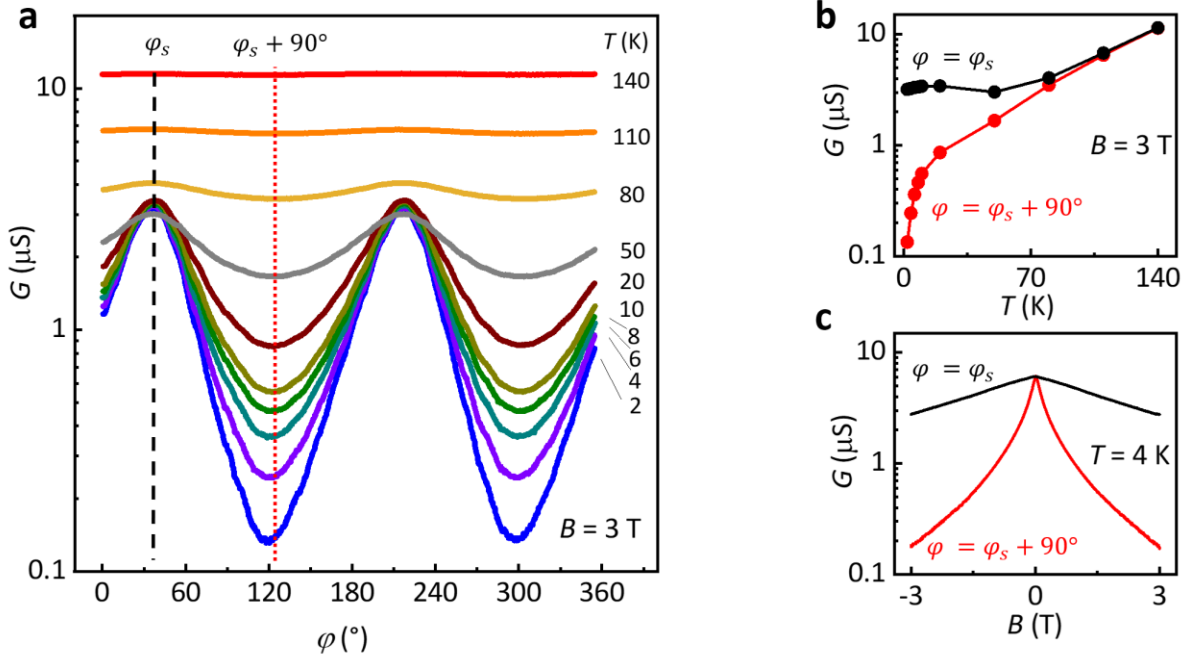 a
φₛ
φₛ + 90°
T (K)
140
110
80
50
20
10
8
6
4
2
B = 3 T
10
1
0.1
G (μS)
0
60
120
180
240
300
360
φ (°)
b
φ = φₛ
B = 3 T
φ = φₛ + 90°
10
1
0.1
G (μS)
0
70
140
T (K)
c
φ = φₛ
T = 4 K
φ = φₛ + 90°
10
1
0.1
G (μS)
-3
0
3
B (T)